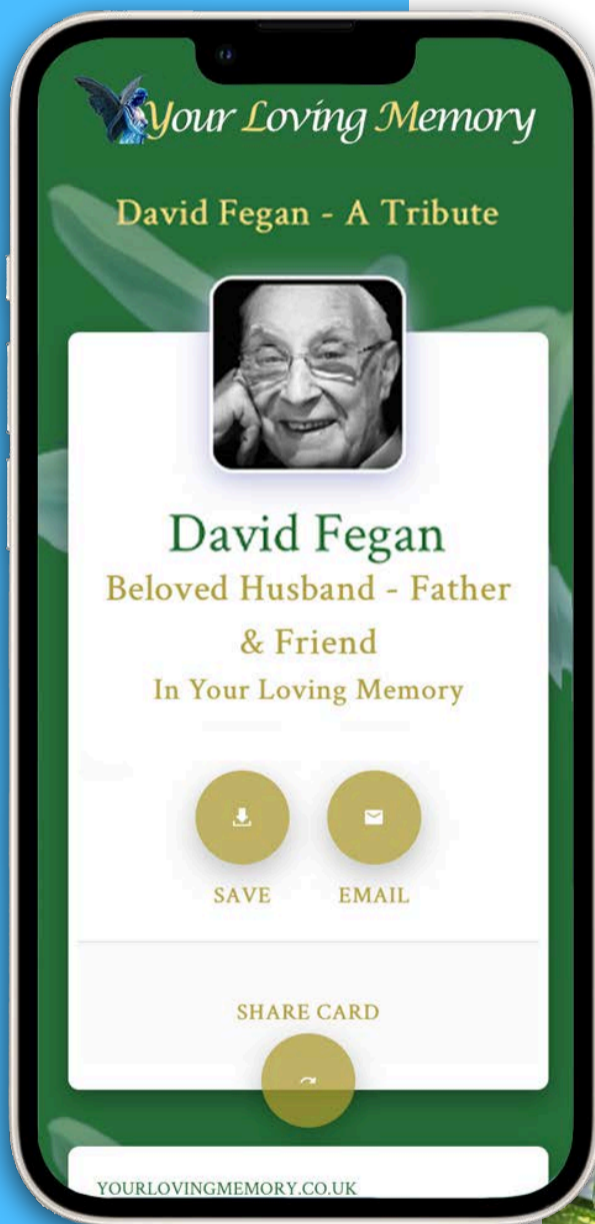 Your Loving Memory
David Fegan - A Tribute
David Fegan
Beloved Husband - Father
& Friend
In Your Loving Memory
SAVE EMAIL
SHARE CARD
YOURLOVINGMEMORY.CO.UK